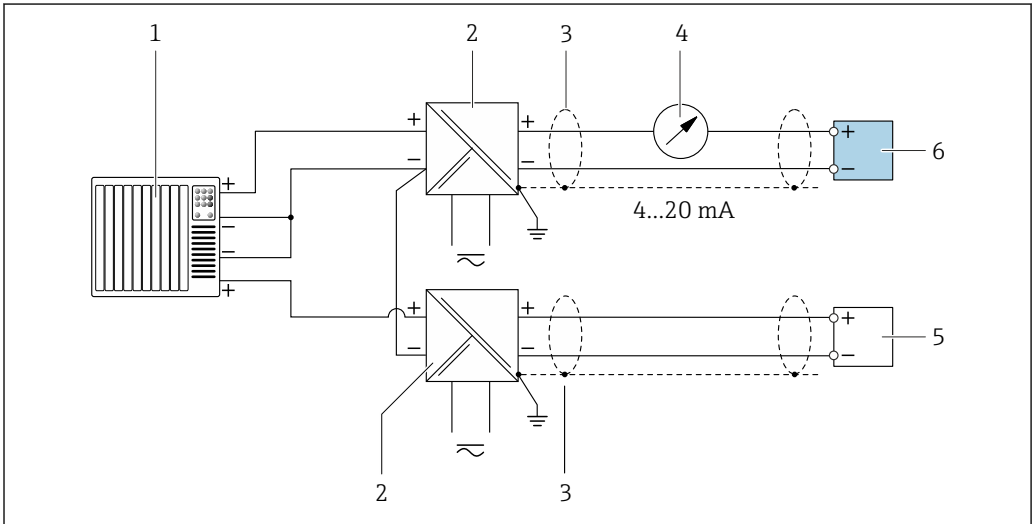 1 2 3 4
+ +
+
− − − 6
+
− 4...20 mA
−
+
+ + + 5
− − −
2 3